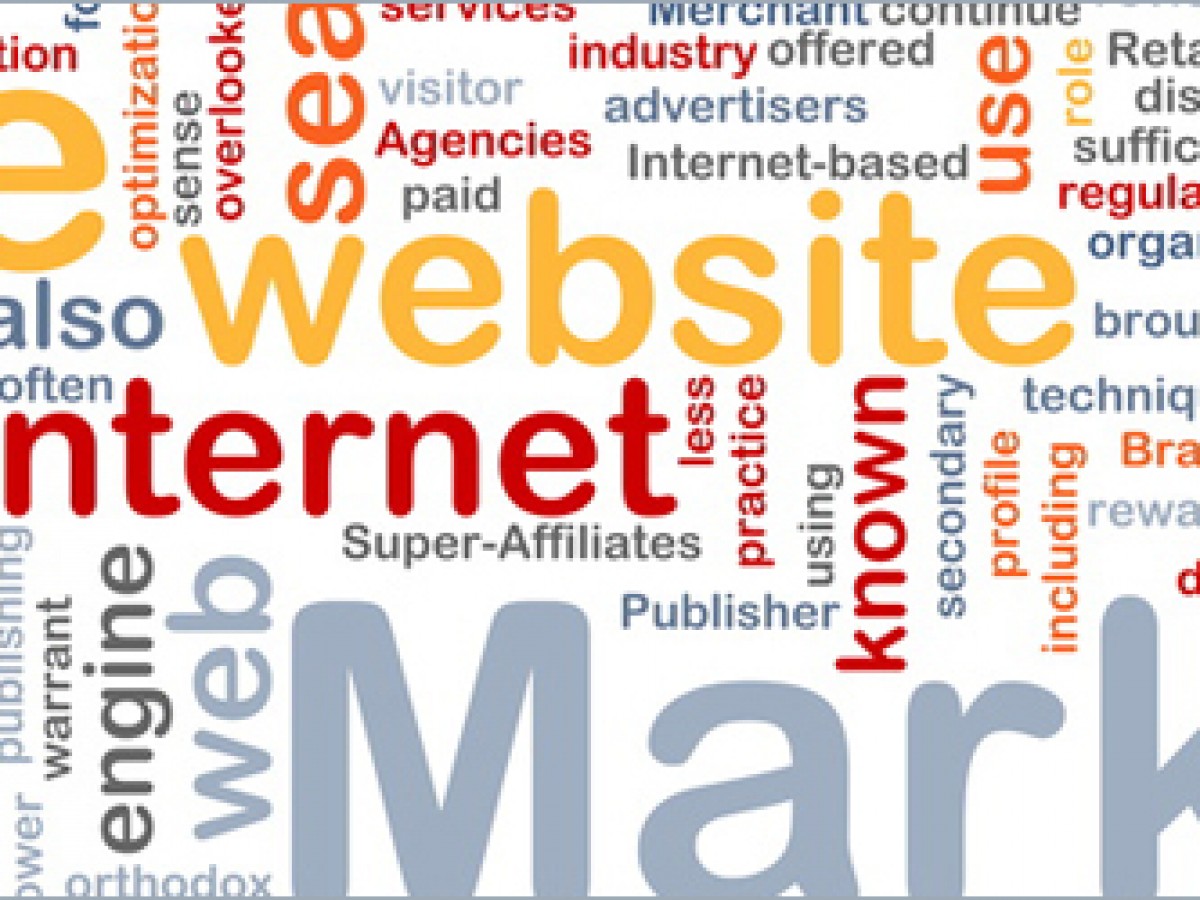 services
Merchant continue
tion
industry offered
Reta
visitor
advertisers
dis
Agencies
Internet-based
suffic
paid
regula
optimizatio
sense
overlooke
sea
use
role
website
e
orga
also
brou
often
nternet
less
practice
using
known
secondary
profile
including
techniq
Bra
rewa
Super-Affiliates
d
Publisher
publishing
warrant
engine
web
Mark
ower
orthodox